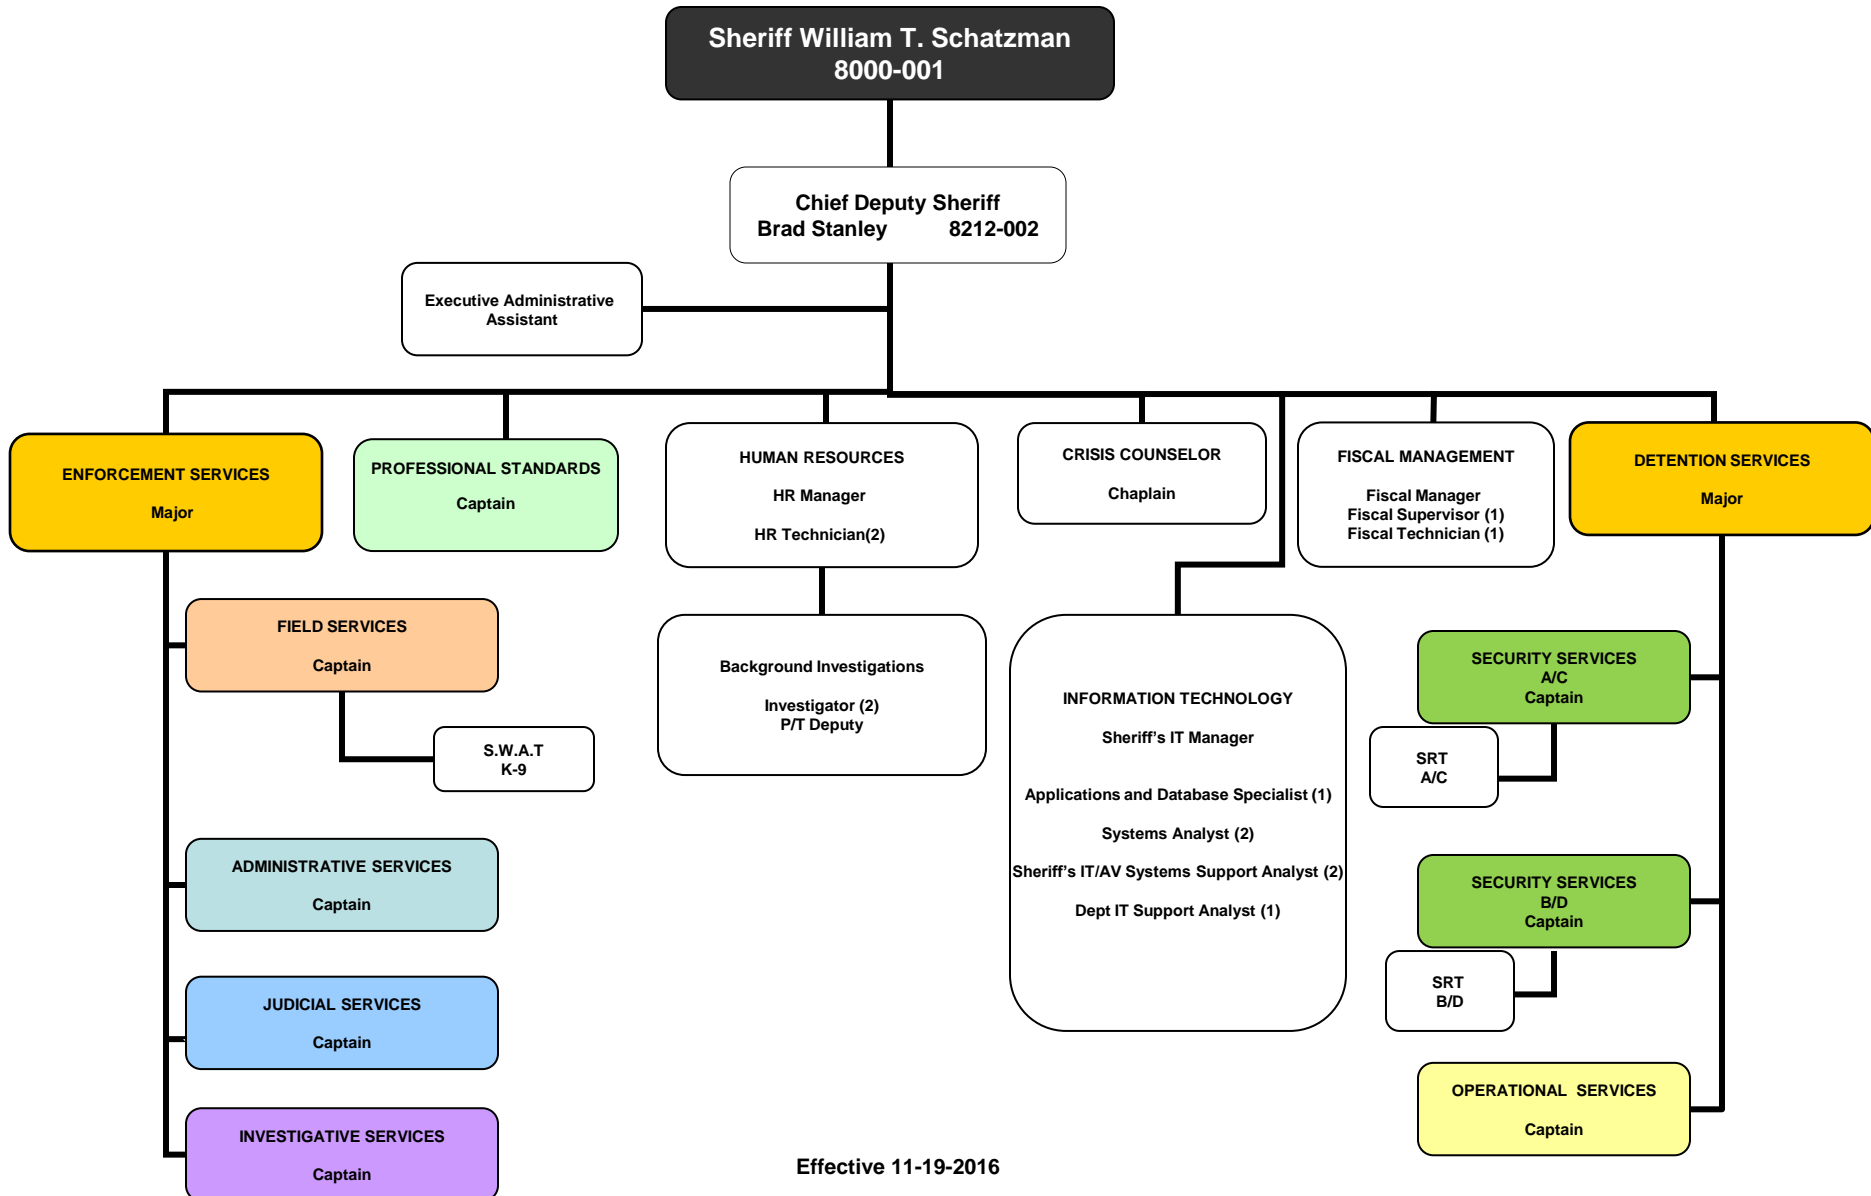 Sheriff William T. Schatzman
8000-001
Chief Deputy Sheriff
Brad Stanley 8212-002
Executive Administrative
Assistant
ENFORCEMENT SERVICES
Major
PROFESSIONAL STANDARDS
Captain
HUMAN RESOURCES
HR Manager
HR Technician(2)
CRISIS COUNSELOR
Chaplain
FISCAL MANAGEMENT
Fiscal Manager
Fiscal Supervisor (1)
Fiscal Technician (1)
DETENTION SERVICES
Major
FIELD SERVICES
Captain
S.W.A.T
K-9
ADMINISTRATIVE SERVICES
Captain
JUDICIAL SERVICES
Captain
INVESTIGATIVE SERVICES
Captain
Background Investigations
Investigator (2)
P/T Deputy
INFORMATION TECHNOLOGY
Sheriff's IT Manager
Applications and Database Specialist (1)
Systems Analyst (2)
Sheriff's IT/AV Systems Support Analyst (2)
Dept IT Support Analyst (1)
SECURITY SERVICES
A/C
Captain
SRT
A/C
SECURITY SERVICES
B/D
Captain
SRT
B/D
OPERATIONAL SERVICES
Captain
Effective 11-19-2016